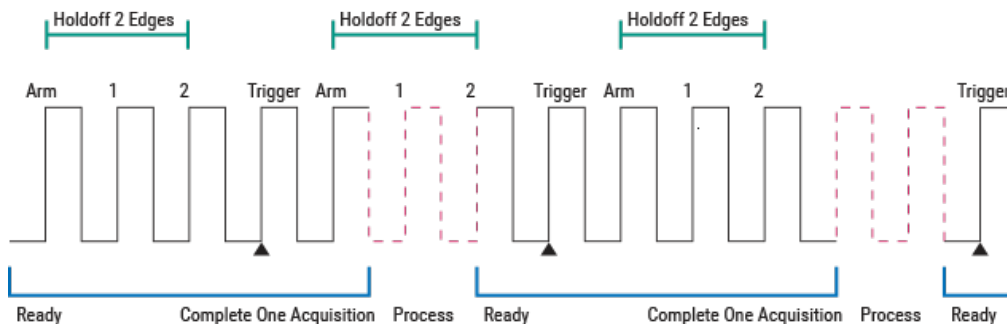 Holdoff 2 Edges Holdoff 2 Edges Holdoff 2 Edges
Arm 1 2 Trigger Arm 1 2 Trigger Arm 1 2 Trigger
Ready Complete One Acquisition Process Ready Complete One Acquisition Process Ready